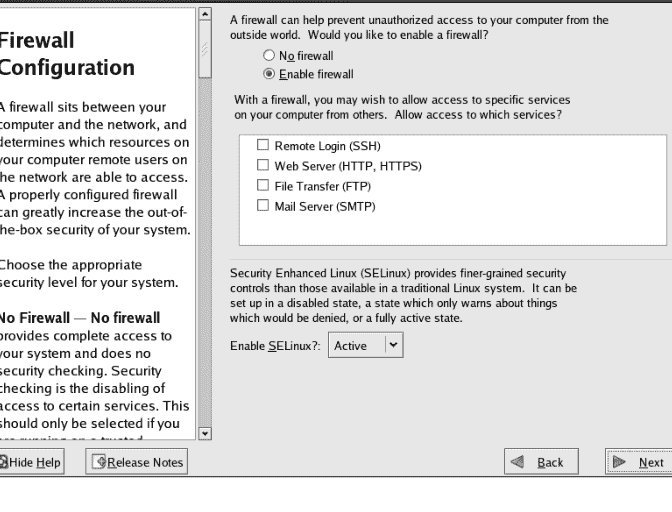 Firewall
Configuration
A firewall sits between your
computer and the network, and
determines which resources on
your computer remote users on
the network are able to access.
A properly configured firewall
can greatly increase the out-of-
the-box security of your system.
Choose the appropriate
security level for your system.
No Firewall — No firewall
provides complete access to
your system and does no
security checking. Security
checking is the disabling of
access to certain services. This
should only be selected if you
are running on a trusted
A firewall can help prevent unauthorized access to your computer from the
outside world. Would you like to enable a firewall?
No firewall
Enable firewall
With a firewall, you may wish to allow access to specific services
on your computer from others. Allow access to which services?
Remote Login (SSH)
Web Server (HTTP, HTTPS)
File Transfer (FTP)
Mail Server (SMTP)
Security Enhanced Linux (SELinux) provides finer-grained security
controls than those available in a traditional Linux system. It can be
set up in a disabled state, a state which only warns about things
which would be denied, or a fully active state.
Enable SELinux?: Active
Hide Help
Release Notes
Back
Next